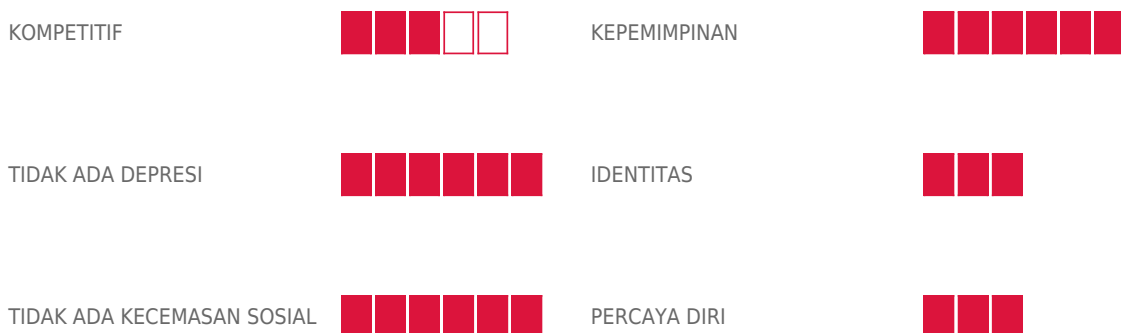 KOMPETITIF
KEPEMIMPINAN
TIDAK ADA DEPRESI
IDENTITAS
TIDAK ADA KECEMASAN SOSIAL
PERCAYA DIRI